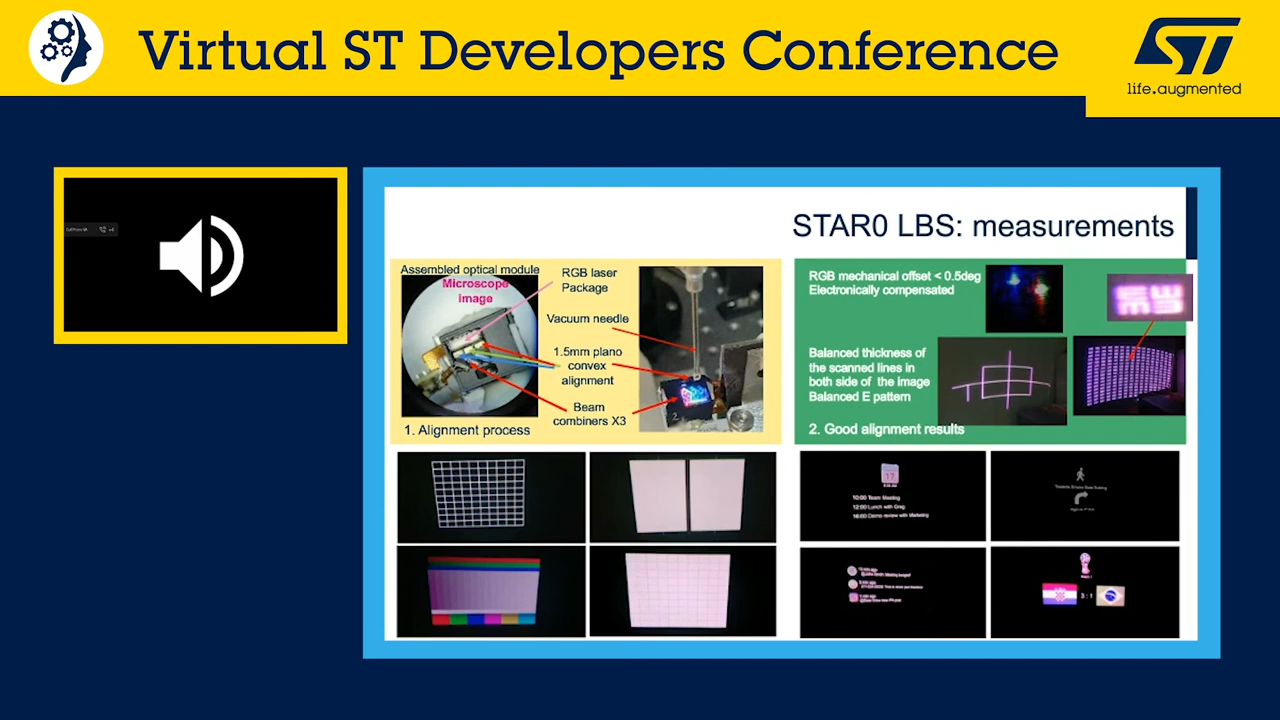 Virtual ST Developers Conference
ST
life.augmented
STAR0 LBS: measurements
Assembled optical module
Microscope
image
RGB laser
Package
Vacuum needle
1.5mm plano
convex
alignment
Beam
combiners X3
1. Alignment process
RGB mechanical offset < 0.5deg
Electronically compensated
Balanced thickness of
the scanned lines in
both side of the image
Balanced E pattern
2. Good alignment results
17
10:00 Team Meeting
12:00 Lunch with Greg
16:00 Demo review with Marketing
3 : 1